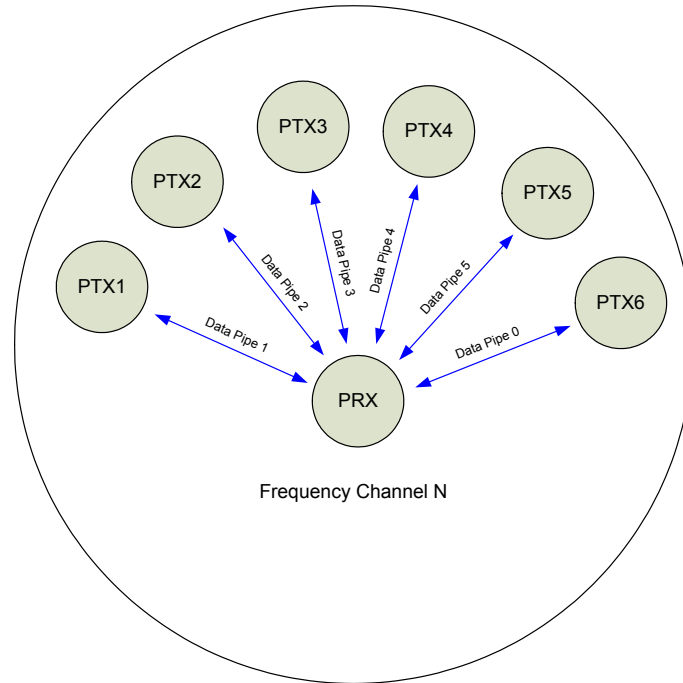 PTX3
PTX4
PTX2
PTX5
PTX1
PTX6
Data Pipe 1
Data Pipe 2
Data Pipe 3
Data Pipe 4
Data Pipe 5
Data Pipe 0
PRX
Frequency Channel N